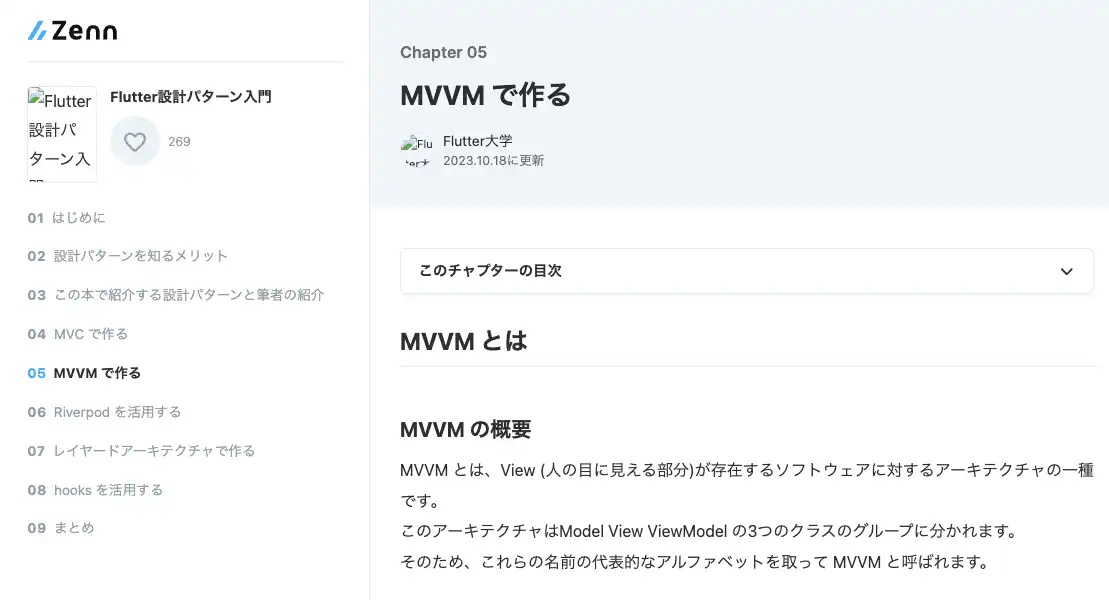 Zenn
Flutter
設計パ
ターン入
Flutter設計パターン入門
269
01 はじめに
02 設計パターンを知るメリット
03 この本で紹介する設計パターンと筆者の紹介
04 MVC で作る
05 MVVM で作る
06 Riverpod を活用する
07 レイヤードアーキテクチャで作る
08 hooks を活用する
09 まとめ
Chapter 05
MVVM で作る
Flu
Flutter大学
2023.10.18に更新
このチャプターの目次
MVVM とは
MVVM の概要
MVVM とは、View (人の目に見える部分)が存在するソフトウェアに対するアーキテクチャの一種
です。
このアーキテクチャはModel View ViewModel の3つのクラスのグループに分かれます。
そのため、これらの名前の代表的なアルファベットを取って MVVM と呼ばれます。